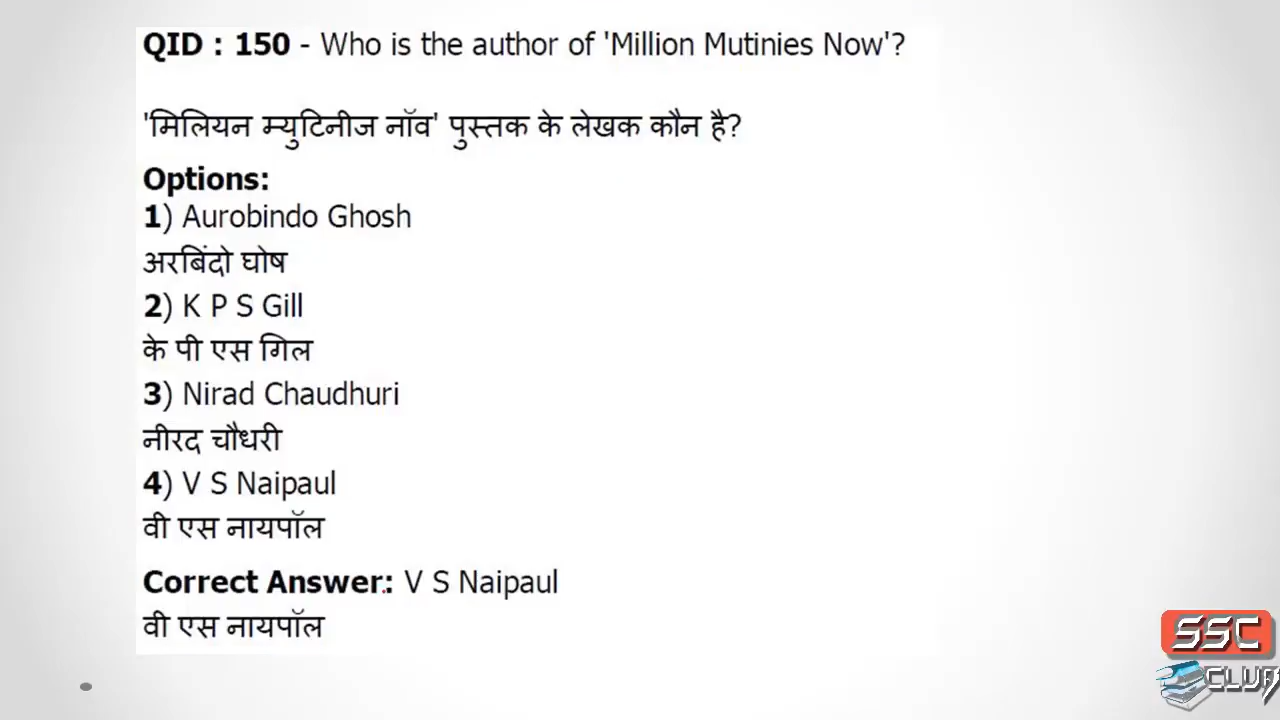 QID : 150 - Who is the author of 'Million Mutinies Now'?
'मिलियन म्युटिनीज नॉव' पुस्तक के लेखक कौन है?
Options:
1) Aurobindo Ghosh
अरबिंदो घोष
2) K P S Gill
के पी एस गिल
3) Nirad Chaudhuri
नीरद चौधरी
4) V S Naipaul
वी एस नायपॉल
Correct Answer: V S Naipaul
वी एस नायपॉल
SSC
CLUB